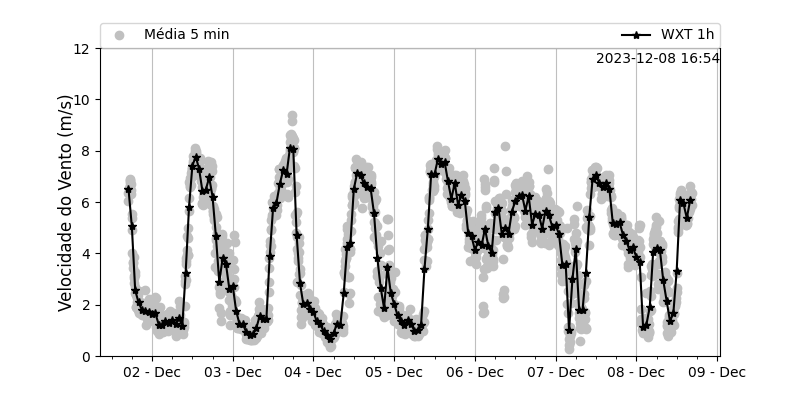 Média 5 min WXT 1h
2023-12-08 16:54
Velocidade do Vento (m/s)
12
10
8
6
4
2
0
02 - Dec 03 - Dec 04 - Dec 05 - Dec 06 - Dec 07 - Dec 08 - Dec 09 - Dec